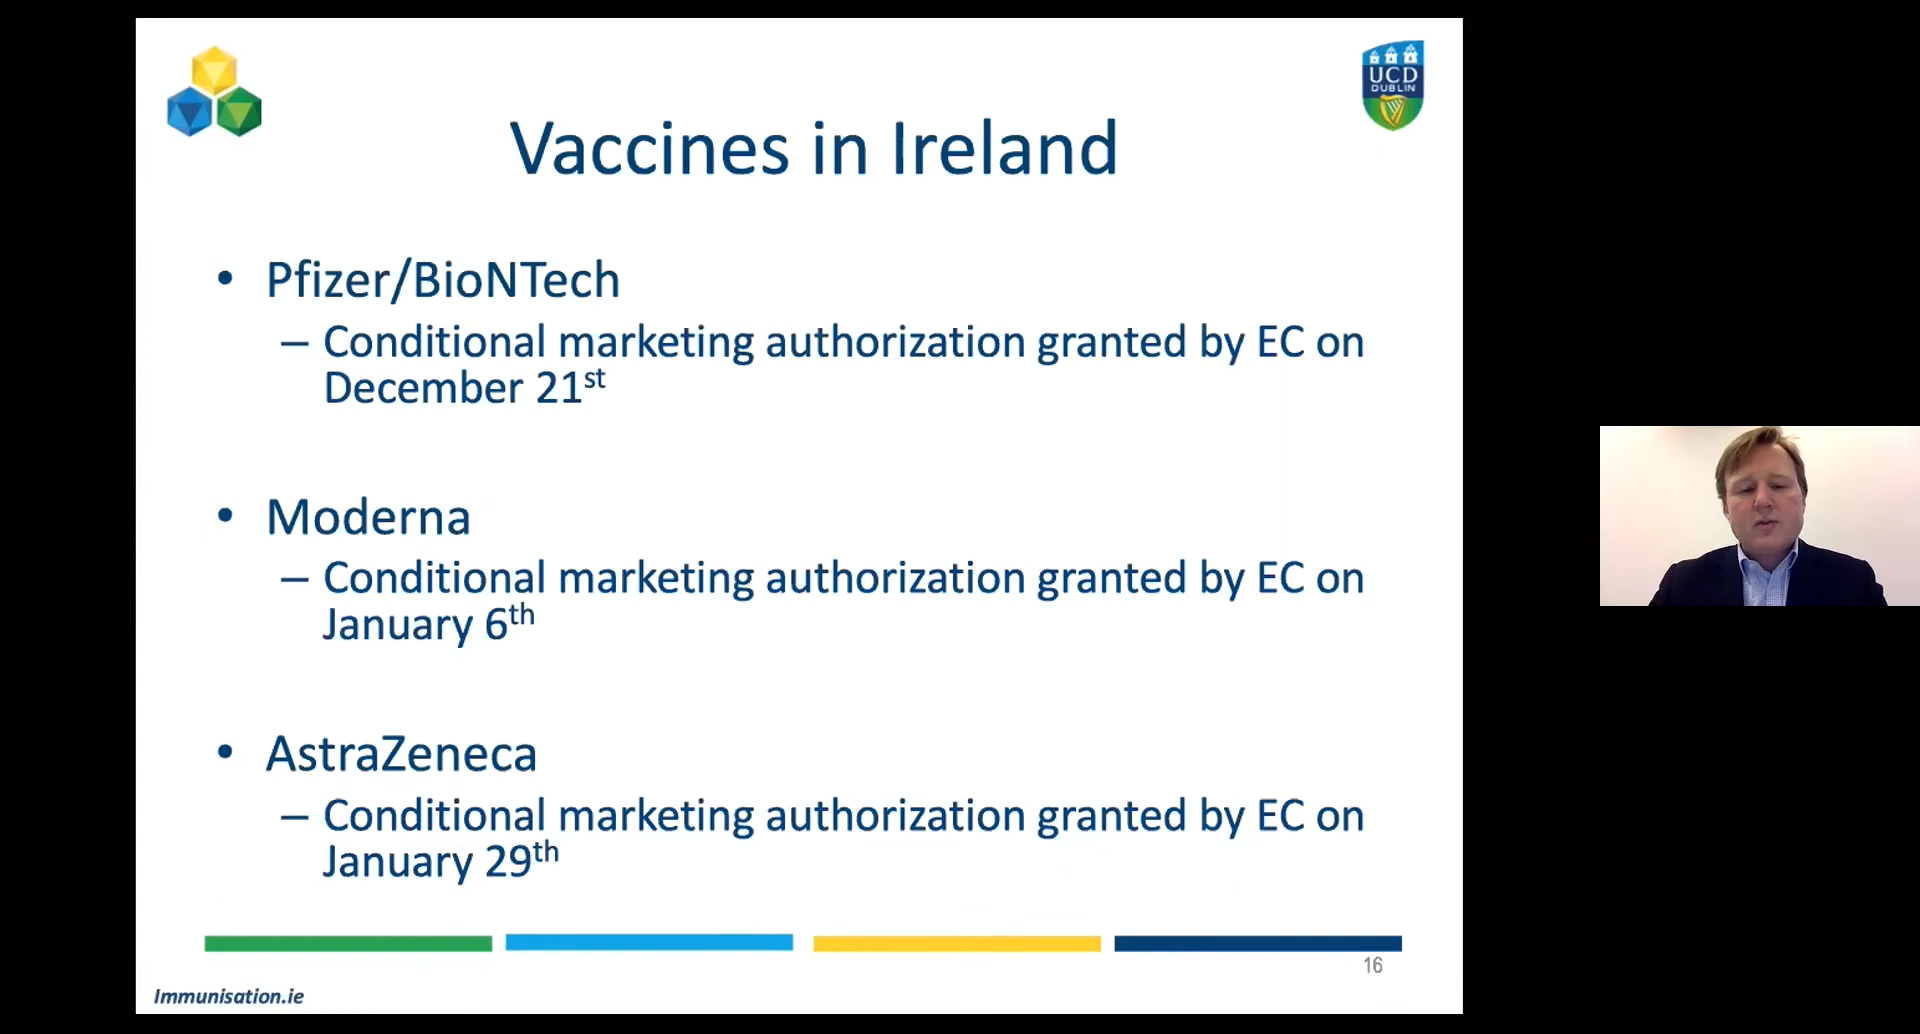 UCD
DUBLIN
Vaccines in Ireland
• Pfizer/BioNTech
– Conditional marketing authorization granted by EC on
December 21st
• Moderna
– Conditional marketing authorization granted by EC on
January 6th
• AstraZeneca
– Conditional marketing authorization granted by EC on
January 29th
16
Immunisation.ie